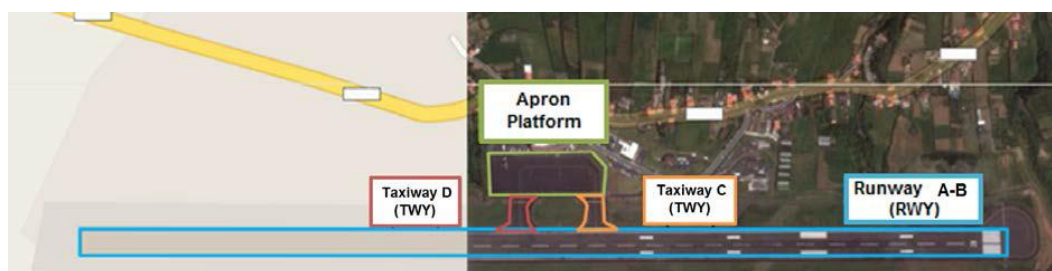 Apron
Platform
Taxiway D
(TWY)
Taxiway C
(TWY)
Runway A-B
(RWY)